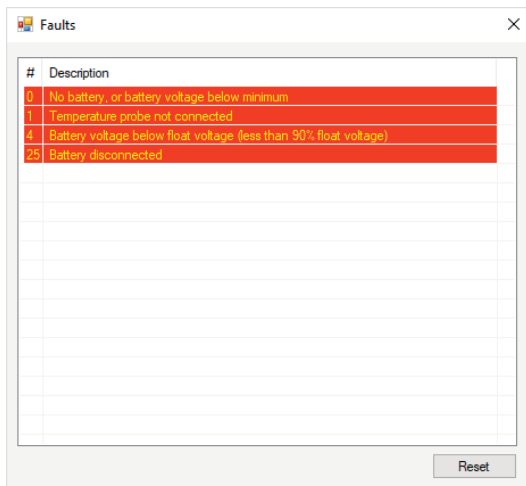 Faults
# Description
0 No battery, or battery voltage below minimum
1 Temperature probe not connected
4 Battery voltage below float voltage (less than 90% float voltage)
25 Battery disconnected
Reset